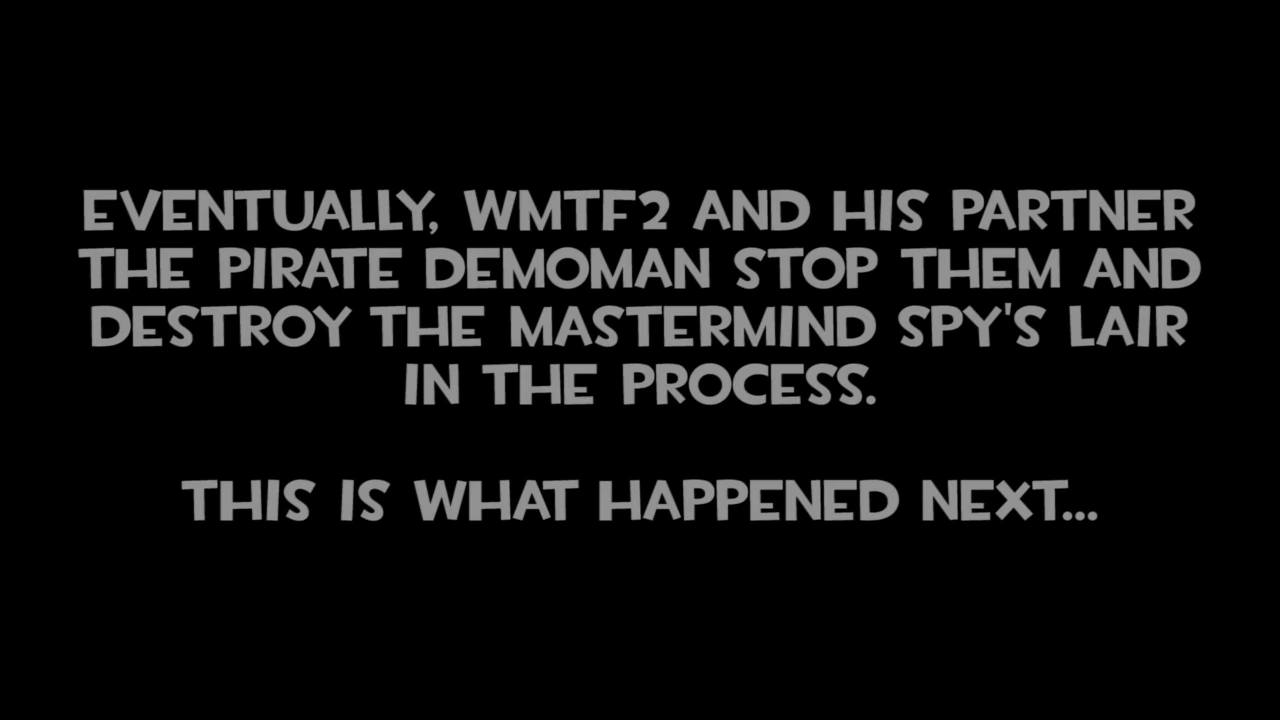 EVENTUALLY, WMTF2 AND HIS PARTNER
THE PIRATE DEMOMAN STOP THEM AND
DESTROY THE MASTERMIND SPY'S LAIR
IN THE PROCESS.
THIS IS WHAT HAPPENED NEXT...